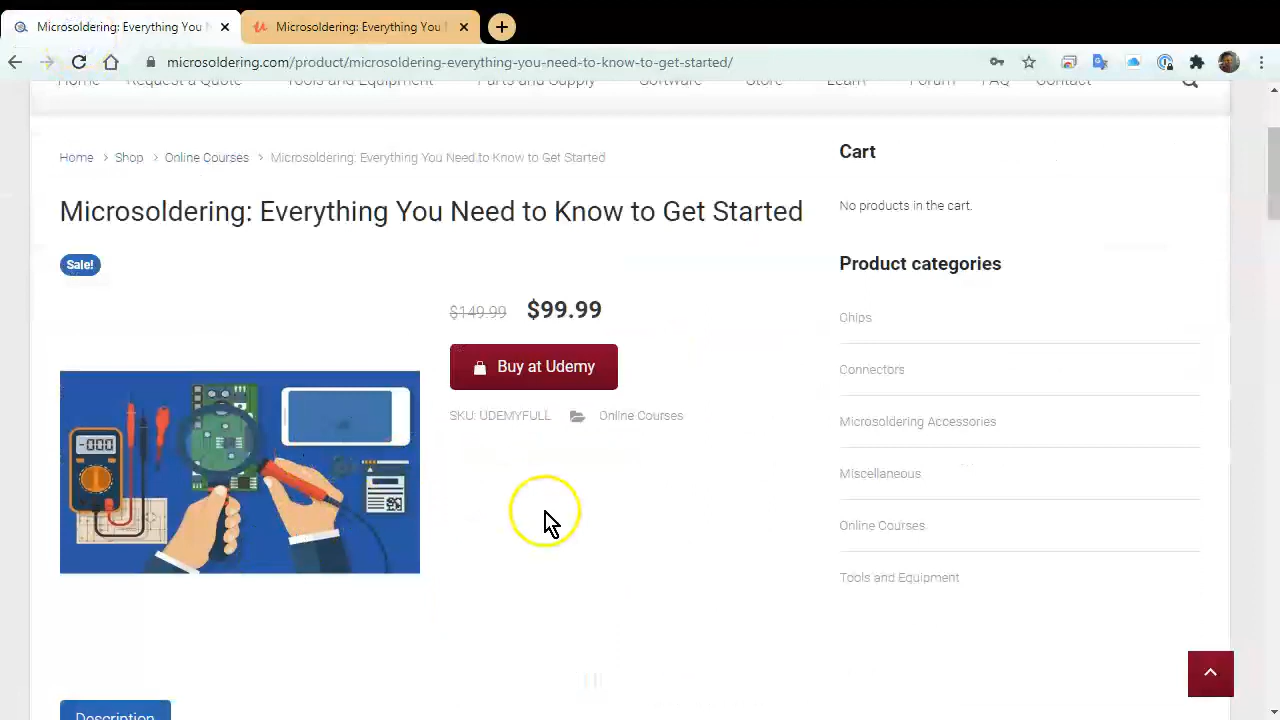 Microsoldering: Everything You N
Microsoldering: Everything You N
microsoldering.com/product/microsoldering-everything-you-need-to-know-to-get-started/
Home Request a Quote Tools and Equipment Parts and Supply Software Store Learn Forum FAQ Contact
Home > Shop > Online Courses > Microsoldering: Everything You Need to Know to Get Started
Microsoldering: Everything You Need to Know to Get Started
Sale!
$149.99 $99.99
Buy at Udemy
SKU: UDEMYFULL Online Courses
-000
Description
Cart
No products in the cart.
Product categories
Chips
Connectors
Microsoldering Accessories
Miscellaneous
Online Courses
Tools and Equipment